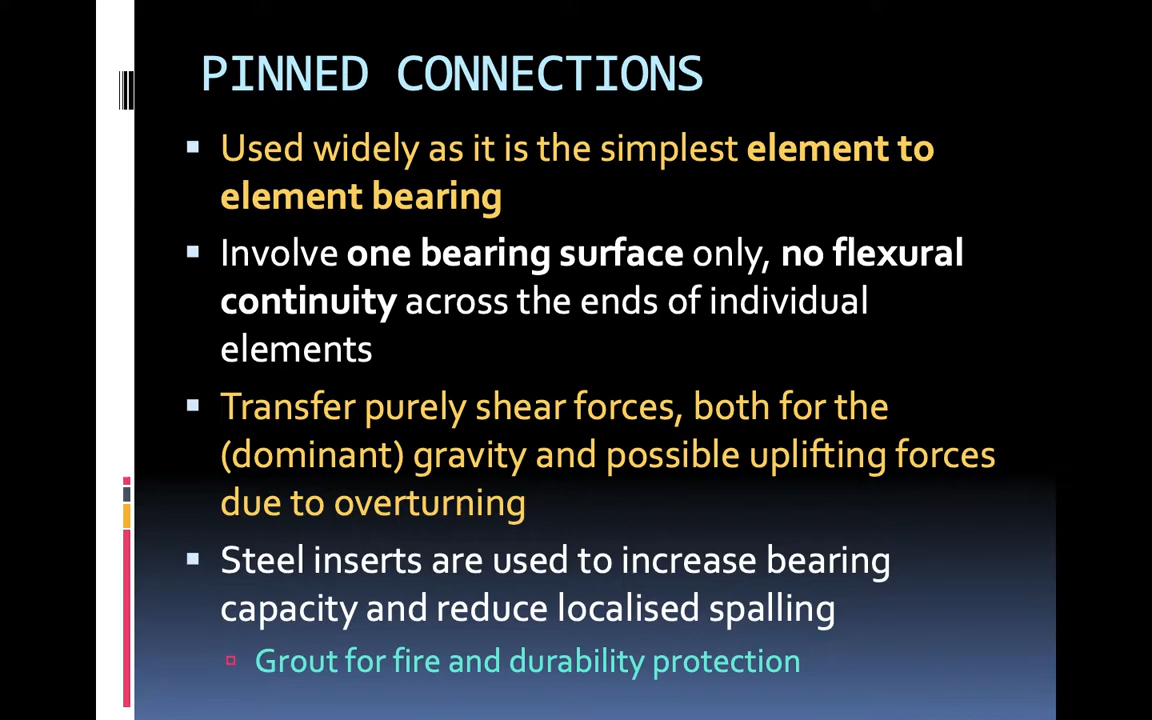 PINNED CONNECTIONS
Used widely as it is the simplest element to
element bearing
Involve one bearing surface only, no flexural
continuity across the ends of individual
elements
Transfer purely shear forces, both for the
(dominant) gravity and possible uplifting forces
due to overturning
Steel inserts are used to increase bearing
capacity and reduce localised spalling
Grout for fire and durability protection